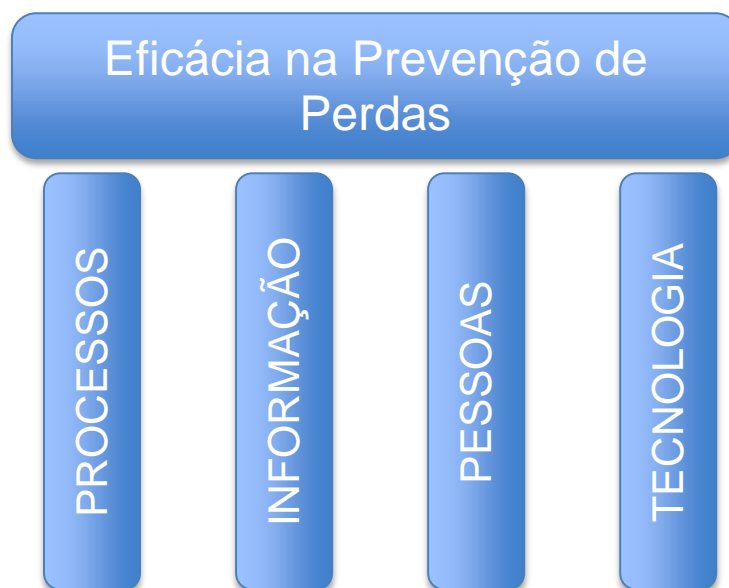 Eficácia na Prevenção de
Perdas
PROCESSOS
INFORMAÇÃO
PESSOAS
TECNOLOGIA